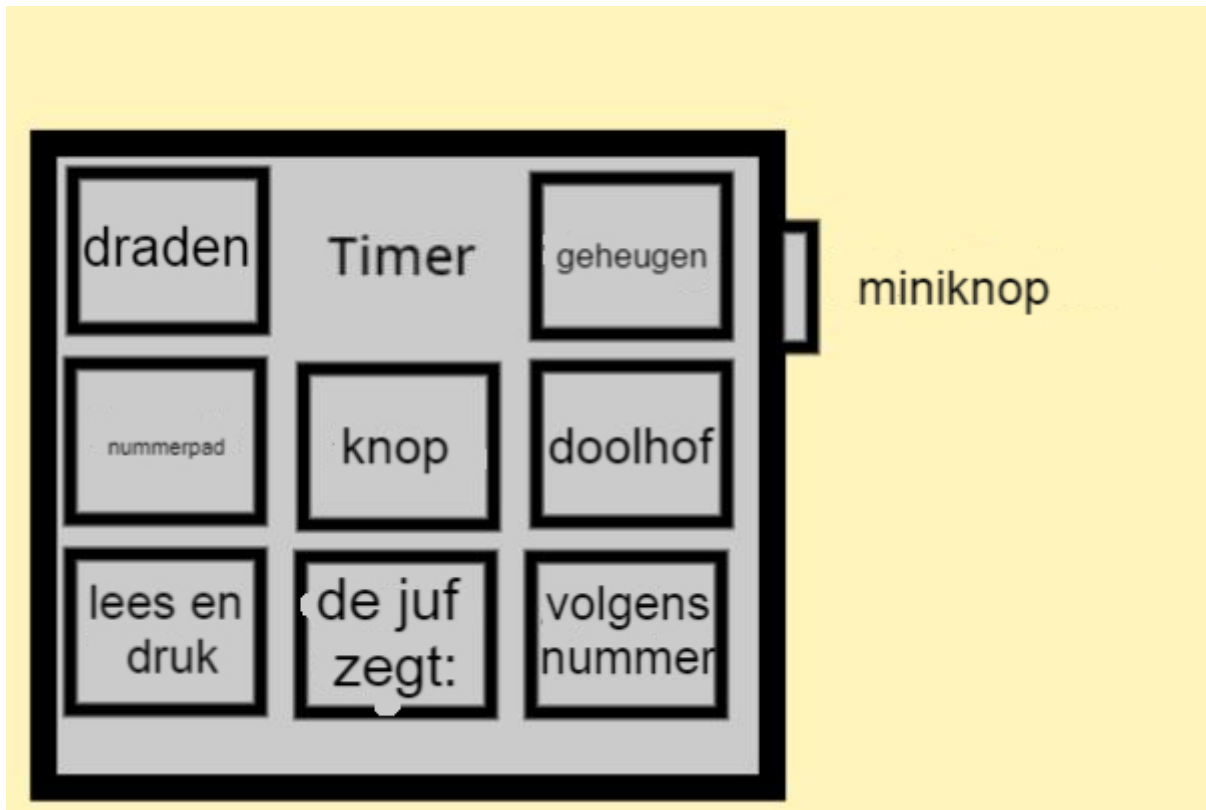 draden
Timer
geheugen
miniknop
nummerpad
knop
doolhof
lees en
druk
de juf
zegt:
volgens
nummer